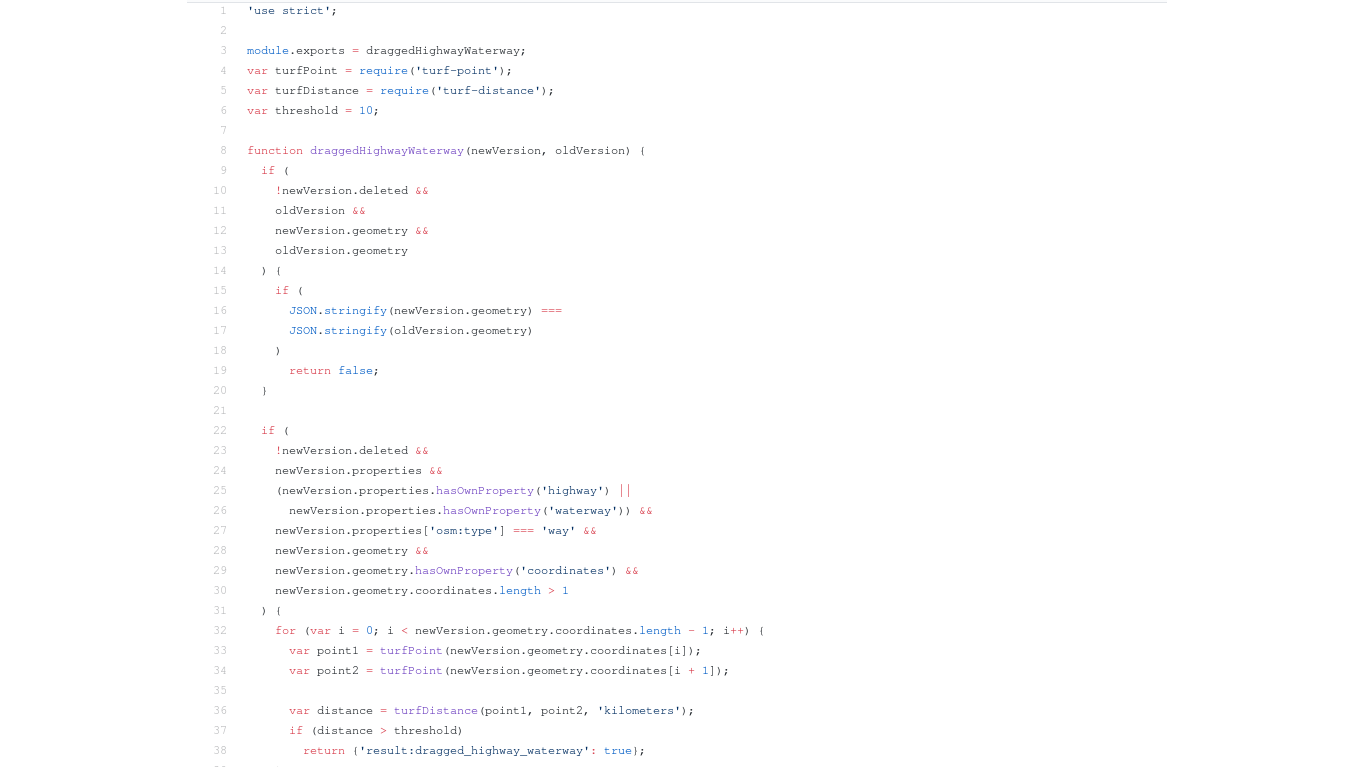 1 'use strict';
2
3 module.exports = draggedHighwayWaterway;
4 var turfPoint = require('turf-point');
5 var turfDistance = require('turf-distance');
6 var threshold = 10;
7
8 function draggedHighwayWaterway(newVersion, oldVersion) {
9   if (
10     !newVersion.deleted &&
11     oldVersion &&
12     newVersion.geometry &&
13     oldVersion.geometry
14   ) {
15     if (
16       JSON.stringify(newVersion.geometry) ===
17       JSON.stringify(oldVersion.geometry)
18     )
19       return false;
20   }
21
22   if (
23     !newVersion.deleted &&
24     newVersion.properties &&
25     (newVersion.properties.hasOwnProperty('highway') ||
26       newVersion.properties.hasOwnProperty('waterway')) &&
27     newVersion.properties['osm:type'] === 'way' &&
28     newVersion.geometry &&
29     newVersion.geometry.hasOwnProperty('coordinates') &&
30     newVersion.geometry.coordinates.length > 1
31   ) {
32     for (var i = 0; i < newVersion.geometry.coordinates.length - 1; i++) {
33       var point1 = turfPoint(newVersion.geometry.coordinates[i]);
34       var point2 = turfPoint(newVersion.geometry.coordinates[i + 1]);
35
36       var distance = turfDistance(point1, point2, 'kilometers');
37       if (distance > threshold)
38         return {'result:dragged_highway_waterway': true};